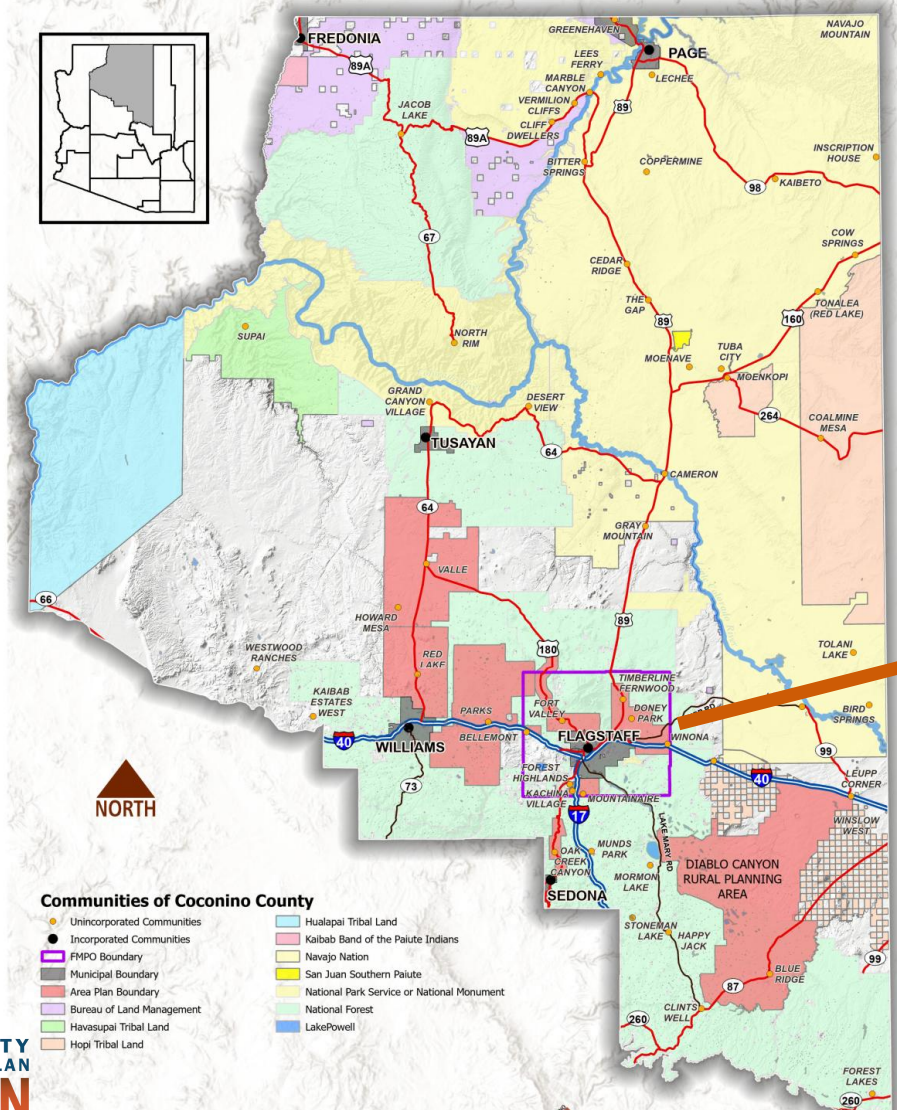 FREDONIA
89A
JACOB
LAKE
89A
67
NORTH
RIM
GREENEHAVEN
PAGE
LEES
FERRY
LECHEE
MARBLE
CANYON
VERMILION
CLIFFS
CLIFF
DWELLERS
89
BITTER
SPRINGS
COPPERMINE
NAVAJO
MOUNTAIN
INSCRIPTION
HOUSE
98
KAIBETO
COW
SPRINGS
CEDAR
RIDGE
THE
GAP
89
TONALEA
(RED LAKE)
160
MOENAVE
TUBA
CITY
MOENKOPI
264
COALMINE
MESA
SUPAI
GRAND
CANYON
VILLAGE
DESERT
VIEW
TUSAYAN
64
64
CAMERON
GRAY
MOUNTAIN
VALLE
HOWARD
MESA
89
66
WESTWOOD
RANCHES
RED
LAKE
180
TOLANI
LAKE
KAIBAB
ESTATES
WEST
PARKS
FORT
VALLEY
TIMBERLINE
FERNWOOD
DONEY
PARK
RD
BIRD
SPRINGS
40
WILLIAMS
BELLEMONT
FLAGSTAFF
WINONA
99
73
FOREST
HIGHLANDS
KACHINA
VILLAGE
MOUNTAINAIRE
17
40
LEUPP
CORNER
WINSLOW
WEST
LAKE MARY RD
OAK
CREEK
CANYON
MUNDS
PARK
MORMON
LAKE
DIABLO CANYON
RURAL PLANNING
AREA
SEDONA
STONEMAN
LAKE
HAPPY
JACK
BLUE
RIDGE
87
99
CLINTS
WELL
260
FOREST
LAKES
260
NORTH
Communities of Coconino County
Unincorporated Communities
Incorporated Communities
FMPO Boundary
Municipal Boundary
Area Plan Boundary
Bureau of Land Management
Havasupai Tribal Land
Hopi Tribal Land
Hualapai Tribal Land
Kaibab Band of the Paiute Indians
Navajo Nation
San Juan Southern Paiute
National Park Service or National Monument
National Forest
LakePowell
TY
LAN
N